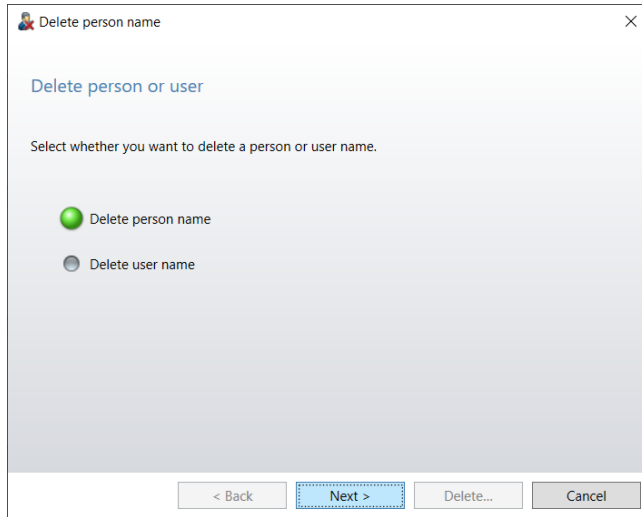 Delete person name
Delete person or user
Select whether you want to delete a person or user name.
Delete person name
Delete user name
< Back
Next >
Delete...
Cancel